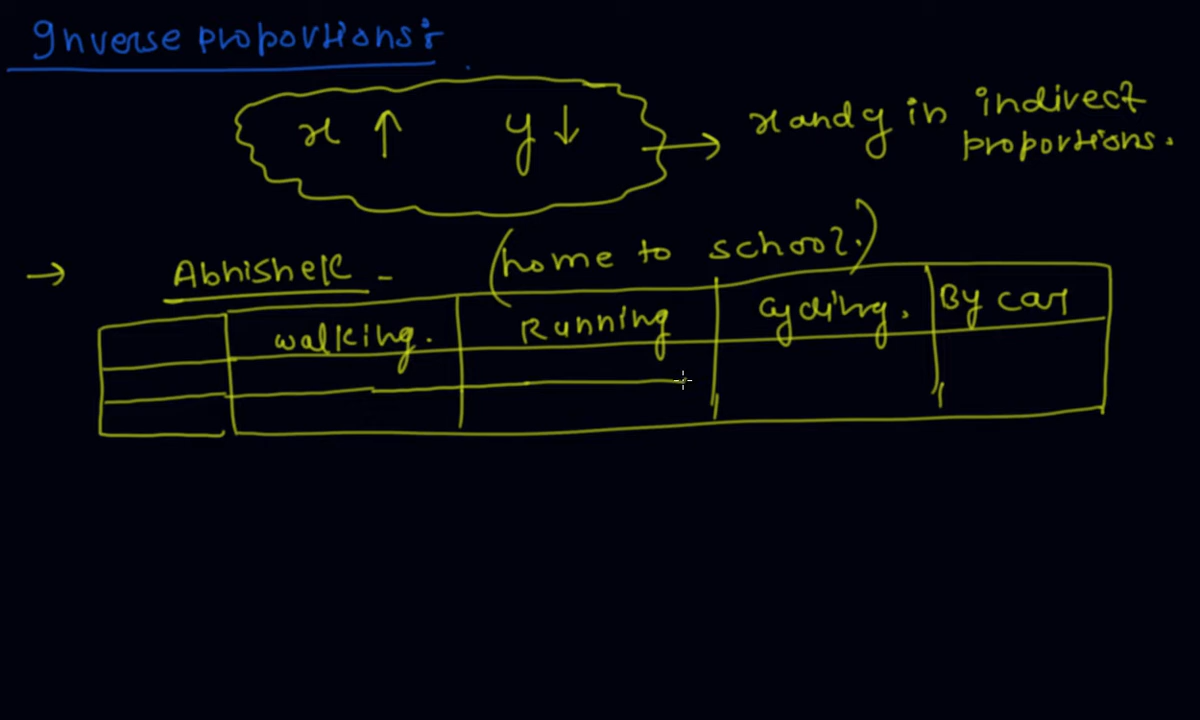 Inverse proportions:
x ↑ y ↓ → x and y in indirect
proportions.
→ Abhishek - (home to school.)
walking. Running cycling. By car